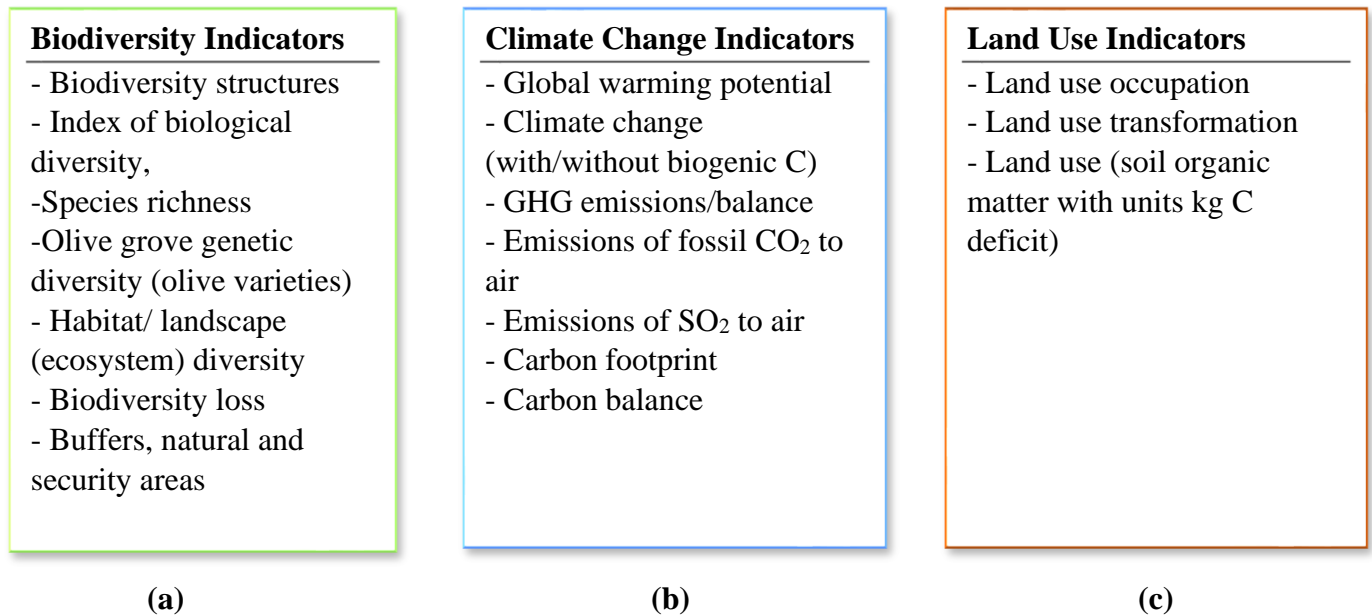 Biodiversity Indicators
- Biodiversity structures
- Index of biological
diversity,
-Species richness
-Olive grove genetic
diversity (olive varieties)
- Habitat/ landscape
(ecosystem) diversity
- Biodiversity loss
- Buffers, natural and
security areas
(a)
Climate Change Indicators
- Global warming potential
- Climate change
(with/without biogenic C)
- GHG emissions/balance
- Emissions of fossil CO₂ to
air
- Emissions of SO₂ to air
- Carbon footprint
- Carbon balance
(b)
Land Use Indicators
- Land use occupation
- Land use transformation
- Land use (soil organic
matter with units kg C
deficit)
(c)